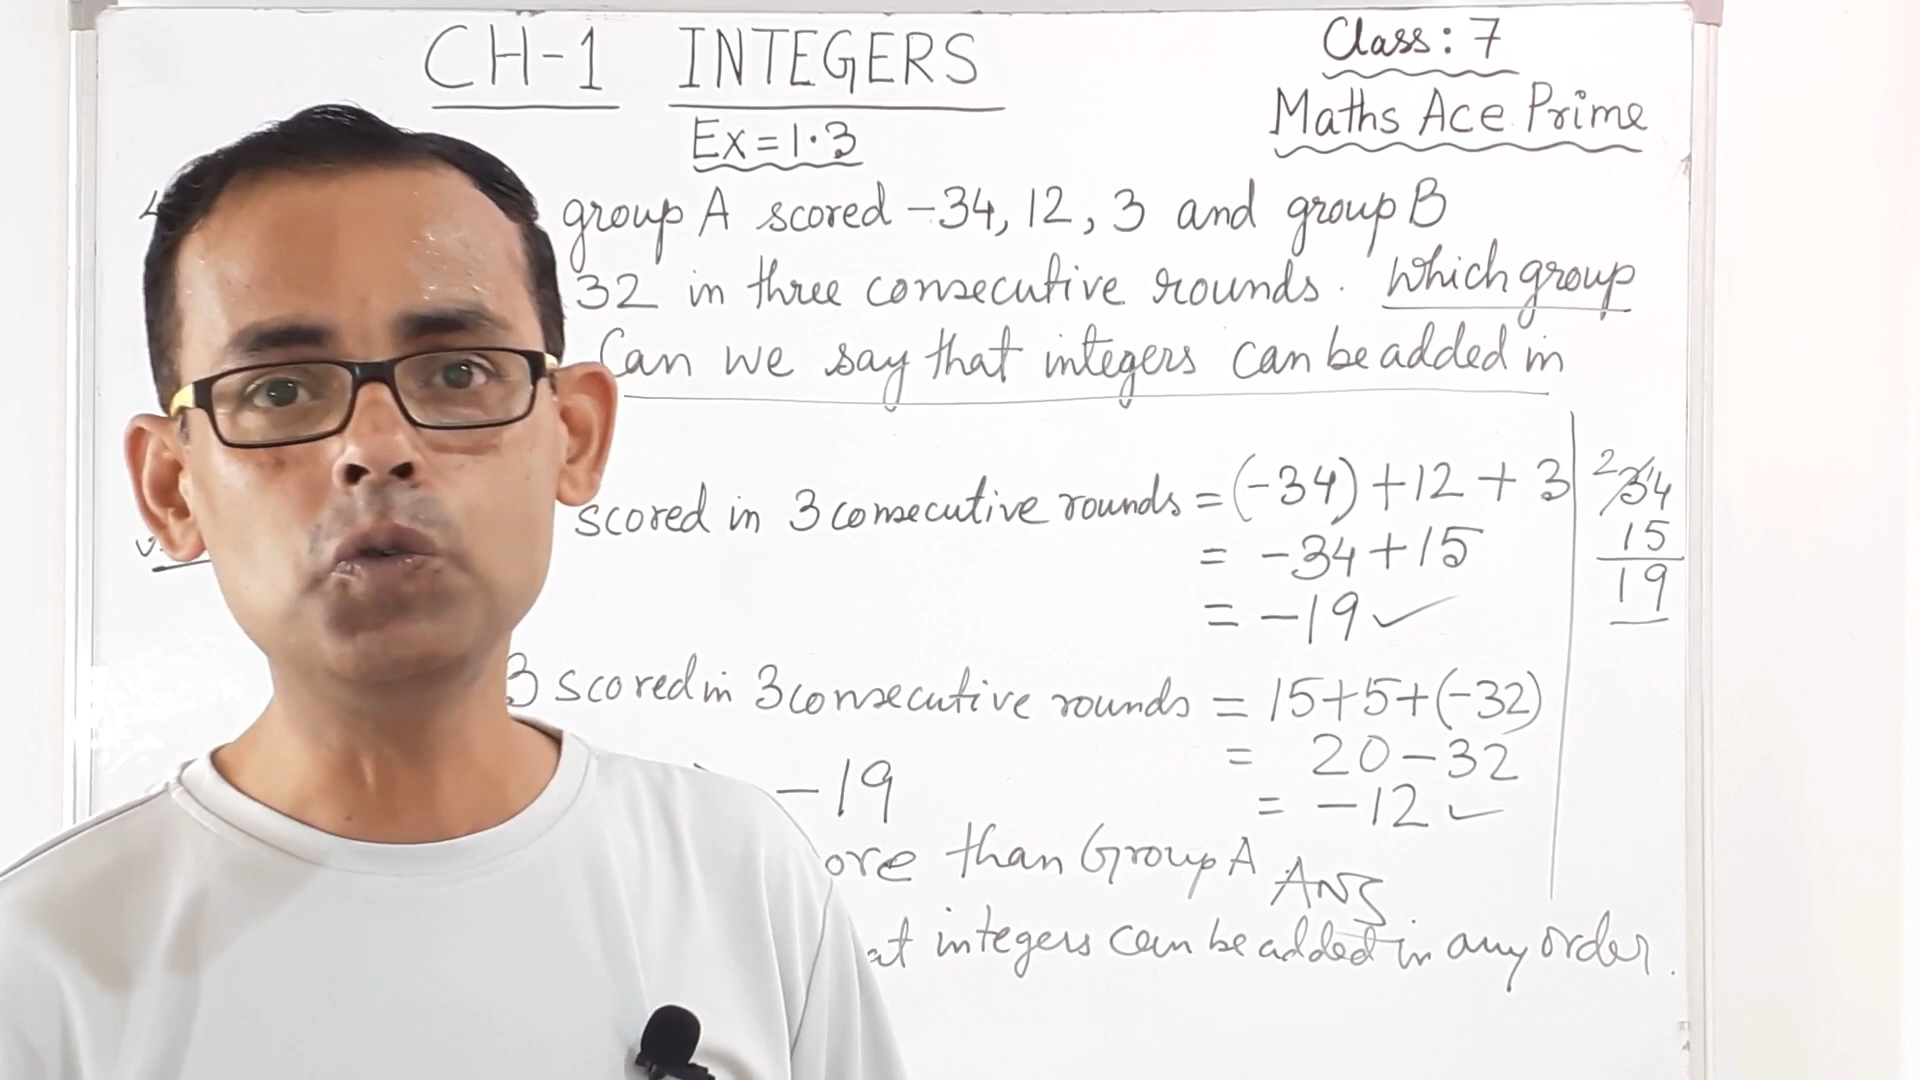 CH-1 INTEGERS
Class: 7
Maths Ace Prime
Ex=1.3
group A scored -34, 12, 3 and group B
32 in three consecutive rounds. Which group
Can we say that integers can be added in
scored in 3 consecutive rounds = (-34) + 12 + 3
= -34 + 15
= -19 ✓
2 34
15
19
B scored in 3 consecutive rounds = 15+5+(-32)
= 20-32
= -12 ✓
-19
ore than Group A Ans
at integers can be added in any order.